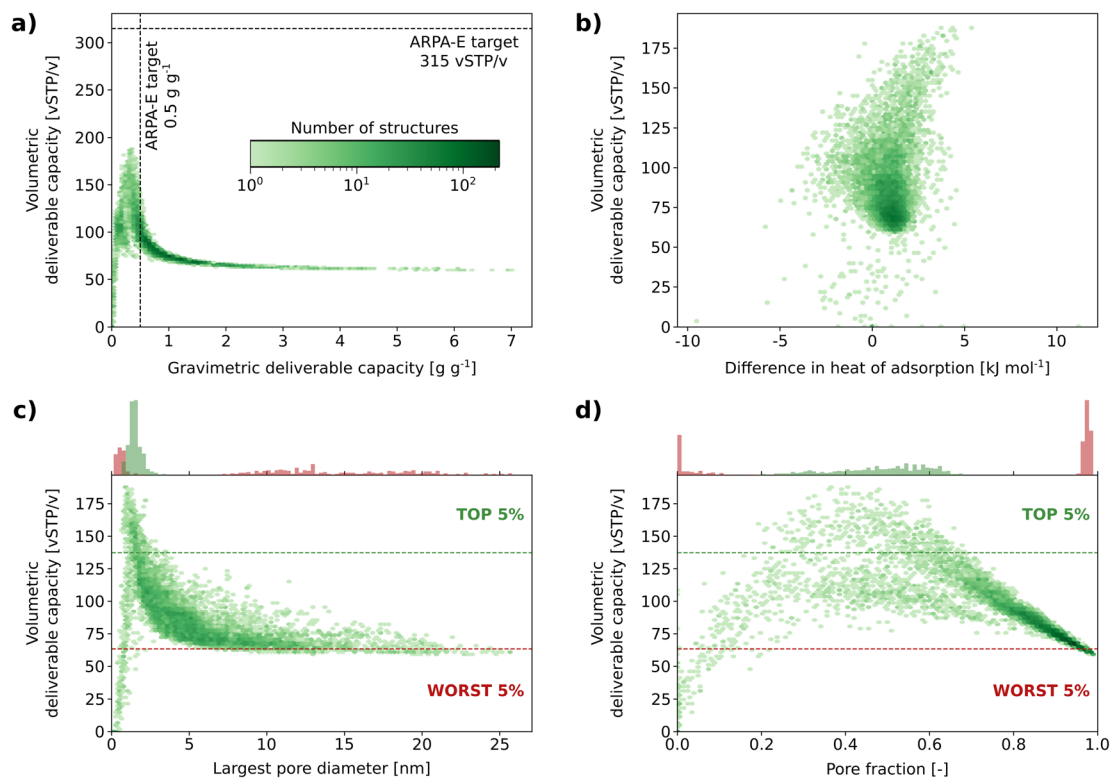 a)
300
250
200
150
100
50
0
Volumetric
deliverable capacity [vSTP/v]
ARPA-E target
0.5 g g⁻¹
ARPA-E target
315 vSTP/v
Number of structures
10⁰ 10¹ 10²
0 1 2 3 4 5 6 7
Gravimetric deliverable capacity [g g⁻¹]
b)
175
150
125
100
75
50
25
0
Volumetric
deliverable capacity [vSTP/v]
-10 -5 0 5 10
Difference in heat of adsorption [kJ mol⁻¹]
c)
175
150
125
100
75
50
25
0
Volumetric
deliverable capacity [vSTP/v]
TOP 5%
WORST 5%
0 5 10 15 20 25
Largest pore diameter [nm]
d)
175
150
125
100
75
50
25
0
Volumetric
deliverable capacity [vSTP/v]
TOP 5%
WORST 5%
0.0 0.2 0.4 0.6 0.8 1.0
Pore fraction [-]